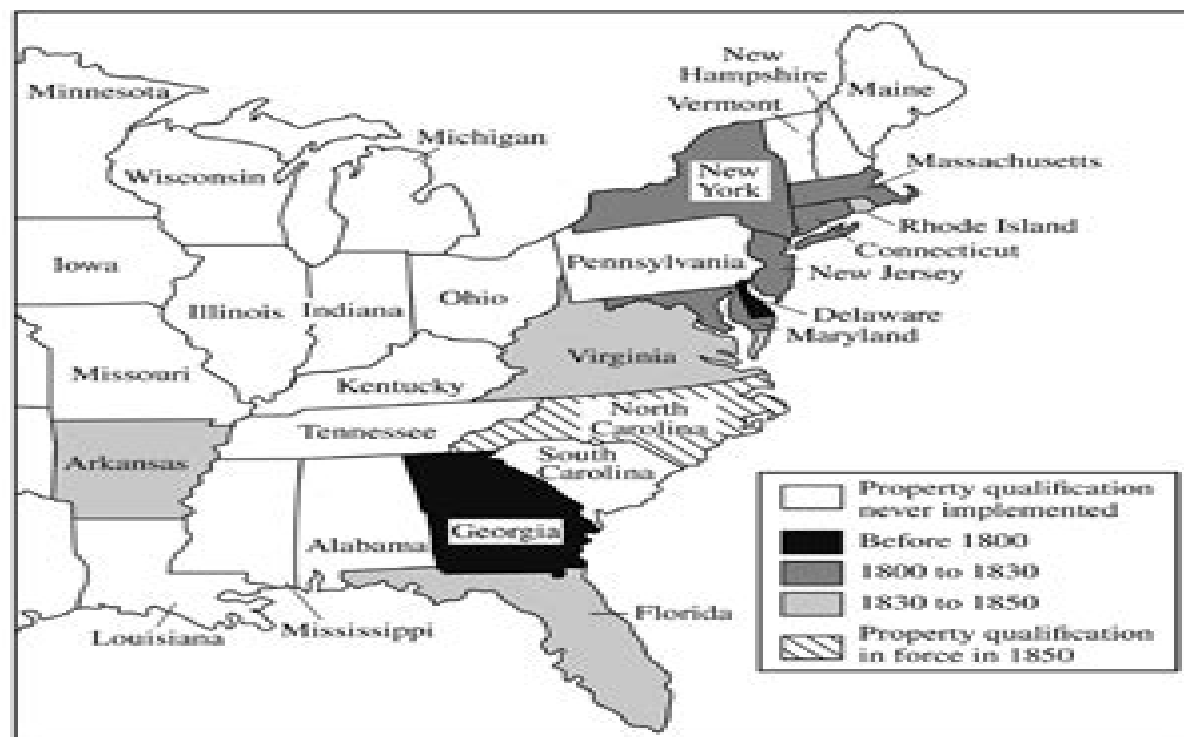 New
Hampshire
Vermont
Maine
Minnesota
Michigan
Wisconsin
New
York
Massachusetts
Rhode Island
Connecticut
Iowa
Pennsylvania
New Jersey
Illinois
Indiana
Ohio
Delaware
Maryland
Virginia
Missouri
Kentucky
North
Carolina
Tennessee
South
Carolina
Arkansas
Georgia
Alabama
Florida
Louisiana
Mississippi
Property qualification
never implemented
Before 1800
1800 to 1830
1830 to 1850
Property qualification
in force in 1850